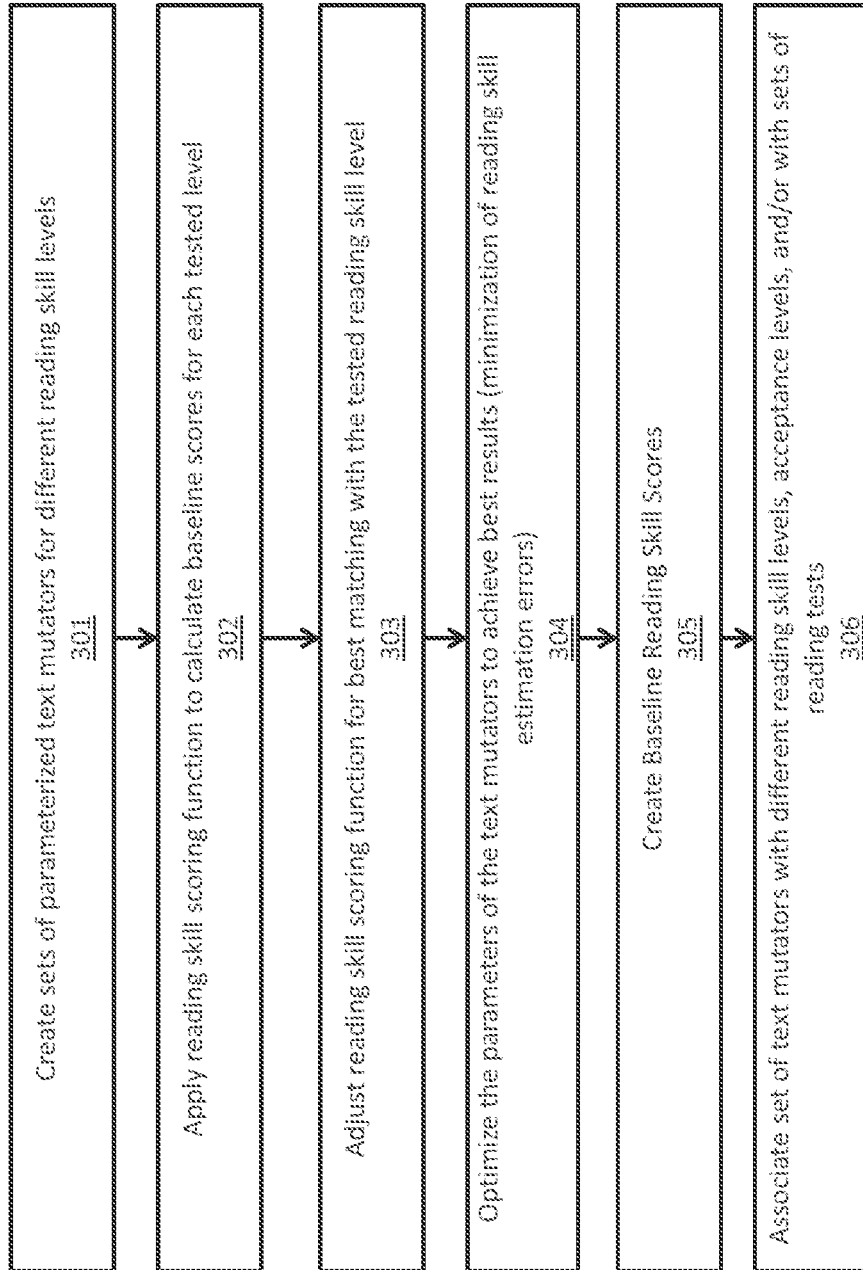 Create sets of parameterized text mutators for different reading skill levels
301
Apply reading skill scoring function to calculate baseline scores for each tested level
302
Adjust reading skill scoring function for best matching with the tested reading skill level
303
Optimize the parameters of the text mutators to achieve best results (minimization of reading skill
estimation errors)
304
Create Baseline Reading Skill Scores
305
Associate set of text mutators with different reading skill levels, acceptance levels, and/or with sets of
reading tests
306